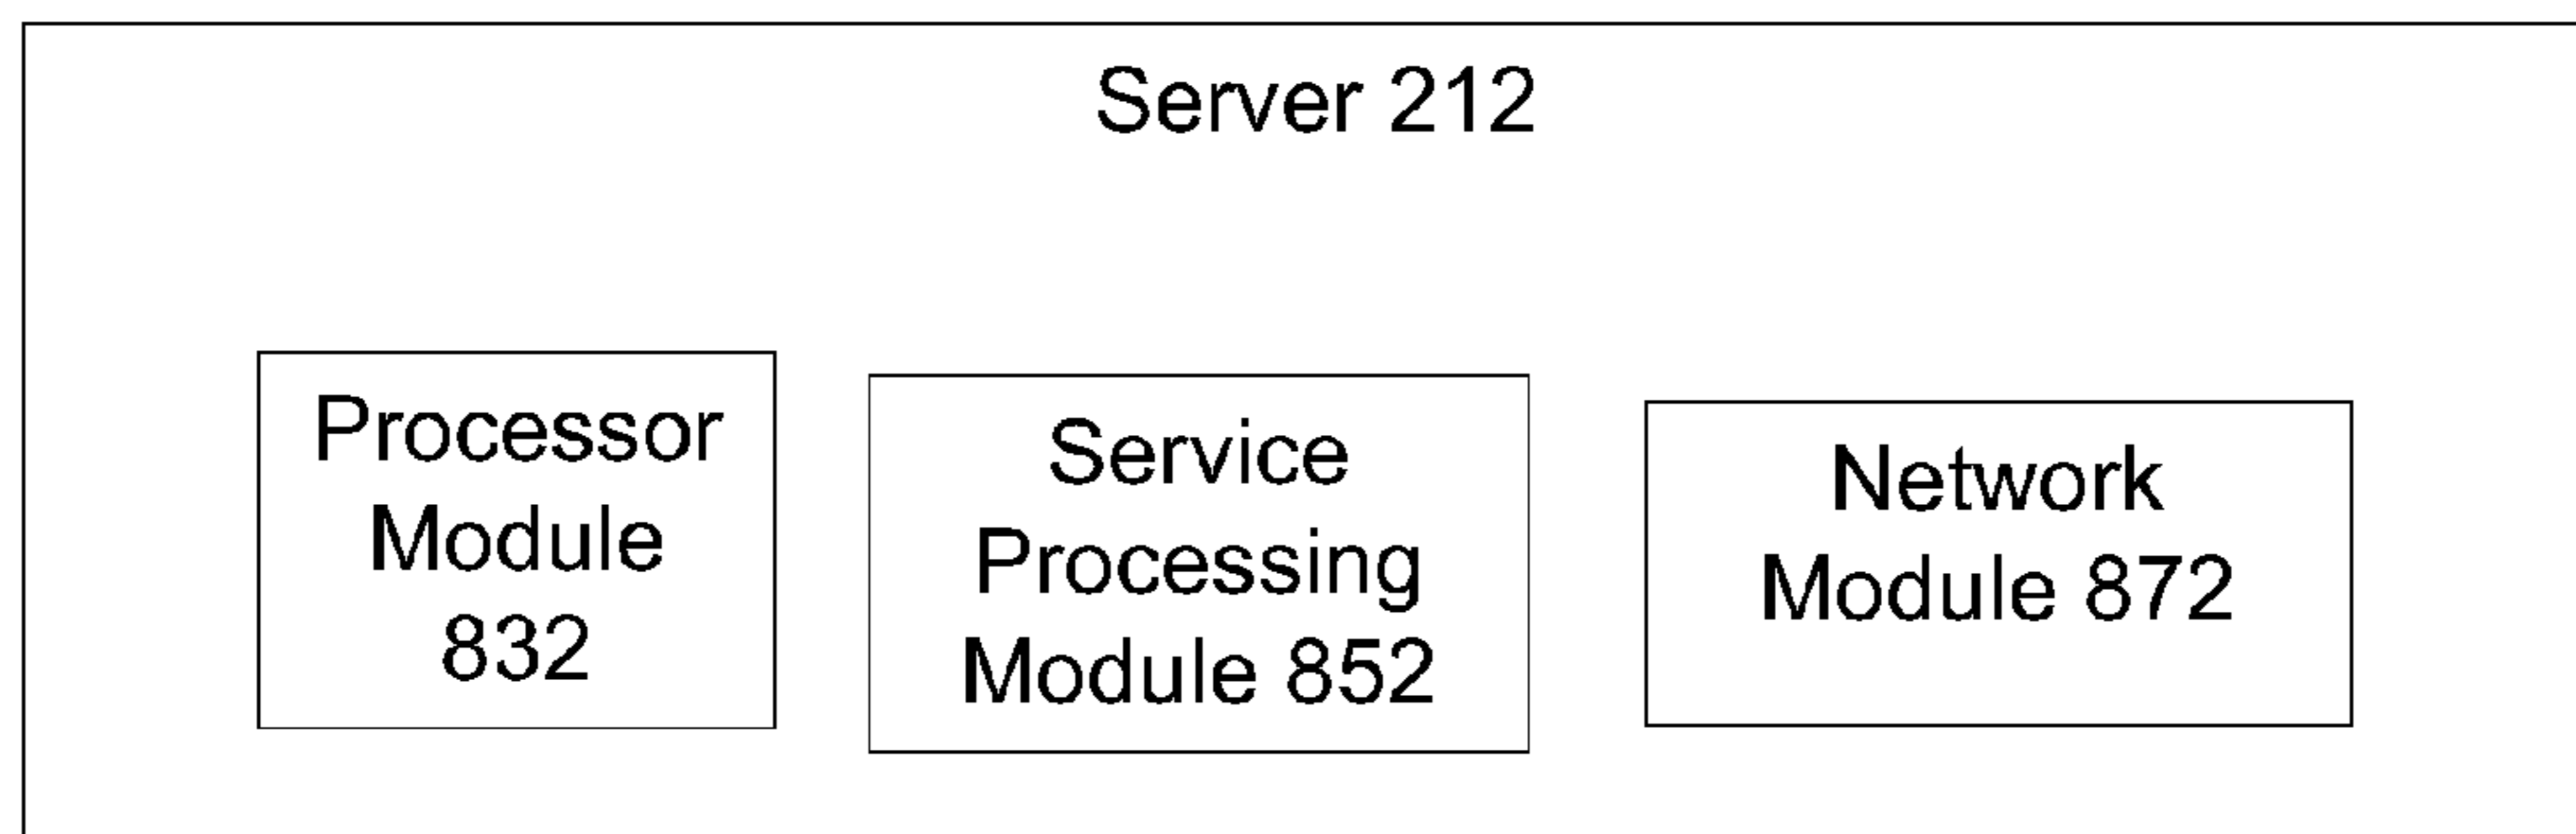 Server 212
Processor
Module
832
Service
Processing
Module 852
Network
Module 872